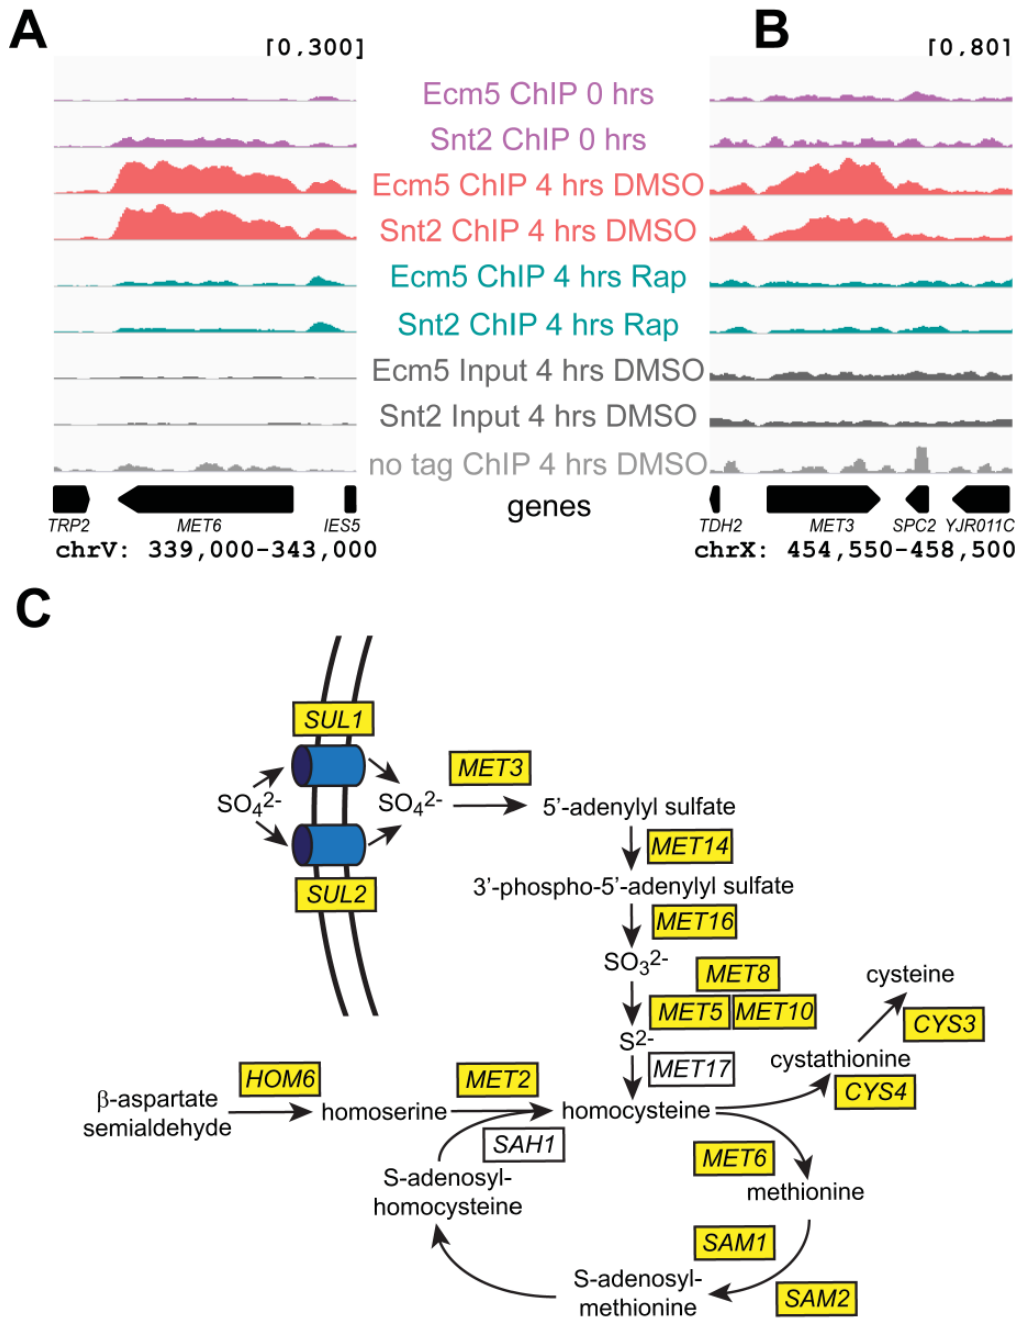 A
B
[0,300]
[0,80]
Ecm5 ChIP 0 hrs
Snt2 ChIP 0 hrs
Ecm5 ChIP 4 hrs DMSO
Snt2 ChIP 4 hrs DMSO
Ecm5 ChIP 4 hrs Rap
Snt2 ChIP 4 hrs Rap
Ecm5 Input 4 hrs DMSO
Snt2 Input 4 hrs DMSO
no tag ChIP 4 hrs DMSO
genes
TRP2 MET6 IES5
TDH2 MET3 SPC2 YJR011C
chrV: 339,000-343,000
chrX: 454,550-458,500
C
SUL1
MET3
SO₄²⁻ SO₄²⁻ 5’-adenylyl sulfate
MET14
SUL2
3’-phospho-5’-adenylyl sulfate
MET16
SO₃²⁻
MET8
cysteine
MET5 MET10
CYS3
S²⁻
cystathionine
MET17
HOM6
MET2
CYS4
β-aspartate
semialdehyde
homoserine
homocysteine
SAH1
MET6
S-adenosyl-
homocysteine
methionine
SAM1
S-adenosyl-
methionine
SAM2